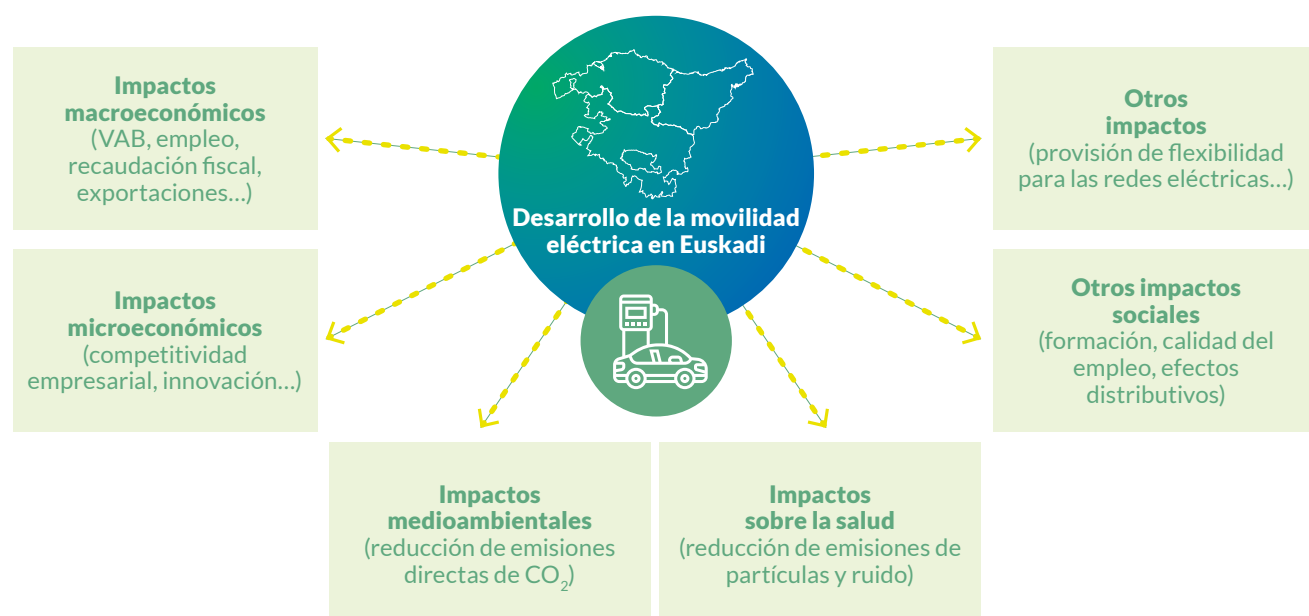 Desarrollo de la movilidad
eléctrica en Euskadi
Impactos
macroeconómicos
(VAB, empleo,
recaudación fiscal,
exportaciones...)
Impactos
microeconómicos
(competitividad
empresarial, innovación...)
Impactos
medioambientales
(reducción de emisiones
directas de CO₂)
Impactos
sobre la salud
(reducción de emisiones de
partículas y ruido)
Otros impactos
sociales
(formación, calidad del
empleo, efectos
distributivos)
Otros
impactos
(provisión de flexibilidad
para las redes eléctricas...)